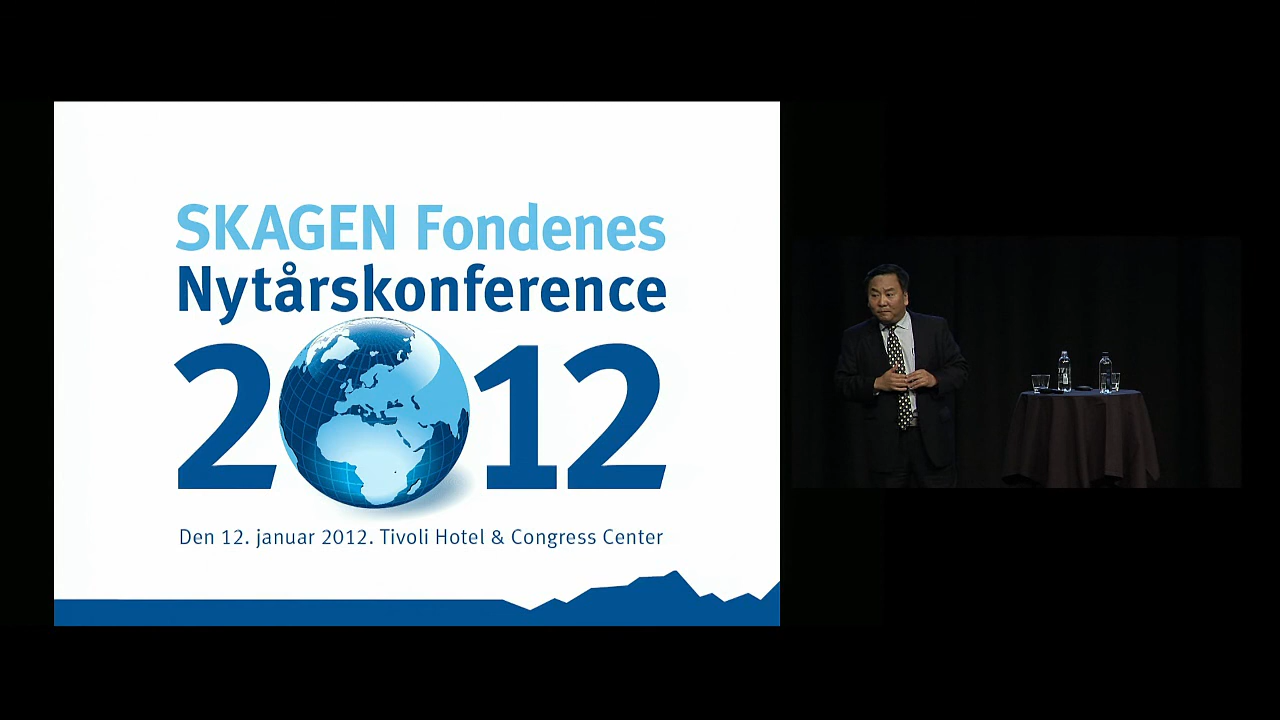 SKAGEN Fondenes
Nytårskonference
2012
Den 12. januar 2012. Tivoli Hotel & Congress Center